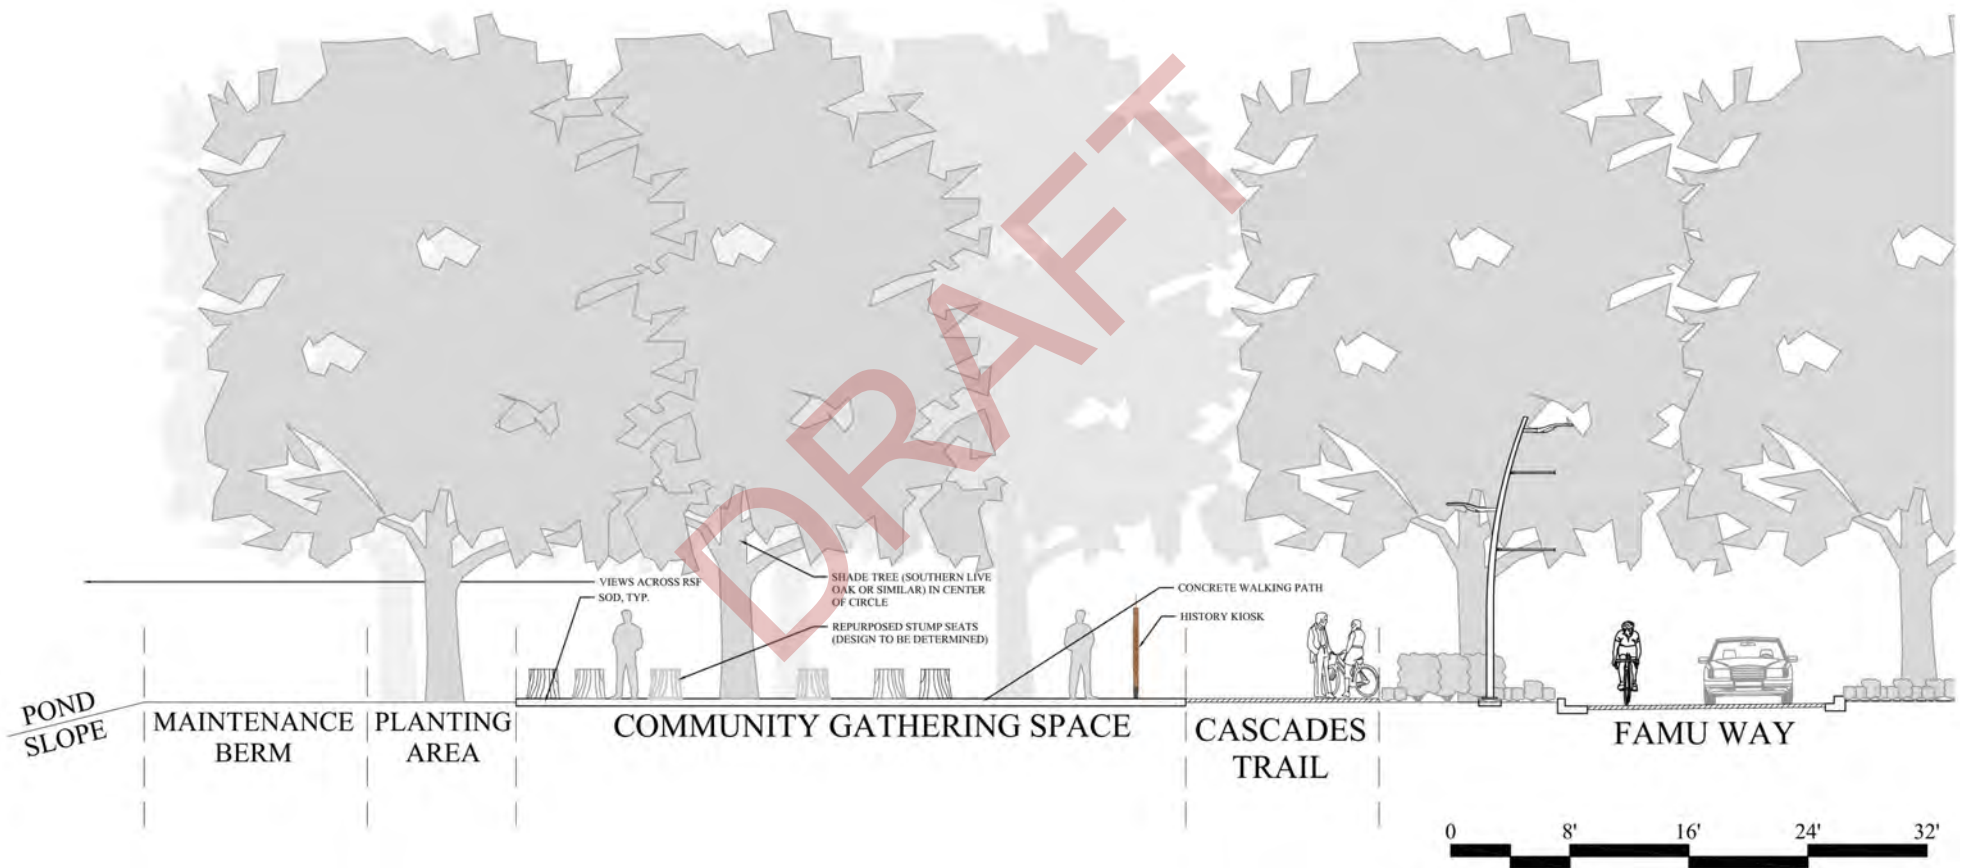 DRAFT
VIEWS ACROSS RSF
SOD, TYP.
SHADE TREE (SOUTHERN LIVE
OAK OR SIMILAR) IN CENTER
OF CIRCLE
REPURPOSED STUMP SEATS
(DESIGN TO BE DETERMINED)
CONCRETE WALKING PATH
HISTORY KIOSK
POND
SLOPE
MAINTENANCE
BERM
PLANTING
AREA
COMMUNITY GATHERING SPACE
CASCADES
TRAIL
FAMU WAY
0 8' 16' 24' 32'